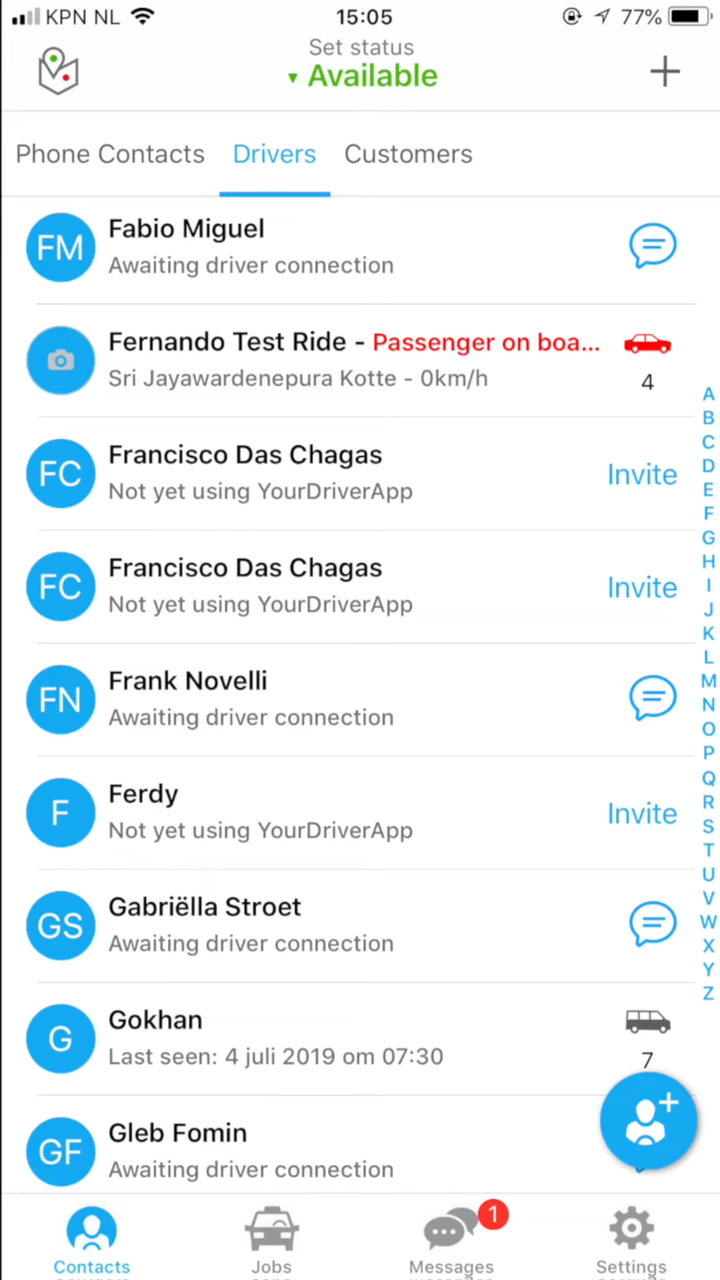 KPN NL 15:05 77%
Set status
▾ Available
Phone Contacts Drivers Customers
FM Fabio Miguel
Awaiting driver connection
Fernando Test Ride - Passenger on boa...
Sri Jayawardenepura Kotte - 0km/h 4
FC Francisco Das Chagas
Not yet using YourDriverApp Invite
FC Francisco Das Chagas
Not yet using YourDriverApp Invite
FN Frank Novelli
Awaiting driver connection
F Ferdy
Not yet using YourDriverApp Invite
GS Gabriëlla Stroet
Awaiting driver connection
G Gokhan
Last seen: 4 juli 2019 om 07:30 7
GF Gleb Fomin
Awaiting driver connection
A
B
C
D
E
F
G
H
I
J
K
L
M
N
O
P
Q
R
S
T
U
V
W
X
Y
Z
1
Contacts Jobs Messages Settings